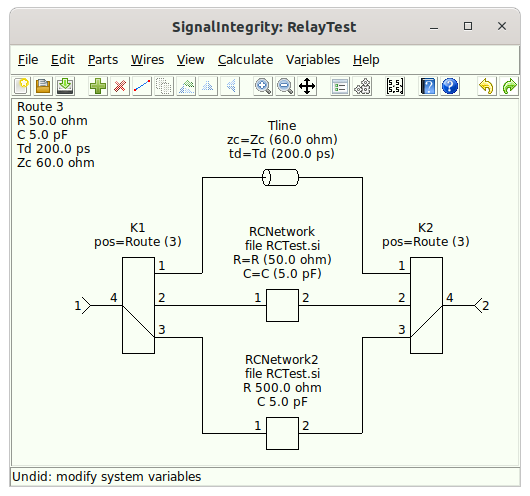 SignalIntegrity: RelayTest
File Edit Parts Wires View Calculate Variables Help
Route 3
R 50.0 ohm
C 5.0 pF
Td 200.0 ps
Zc 60.0 ohm
Tline
zc=Zc (60.0 ohm)
td=Td (200.0 ps)
K1
pos=Route (3)
RCNetwork
file RCTest.si
R=R (50.0 ohm)
C=C (5.0 pF)
K2
pos=Route (3)
1 1
1 4 2 1 2 2 4 2
3 3
RCNetwork2
file RCTest.si
R 500.0 ohm
C 5.0 pF
1 2
Undid: modify system variables